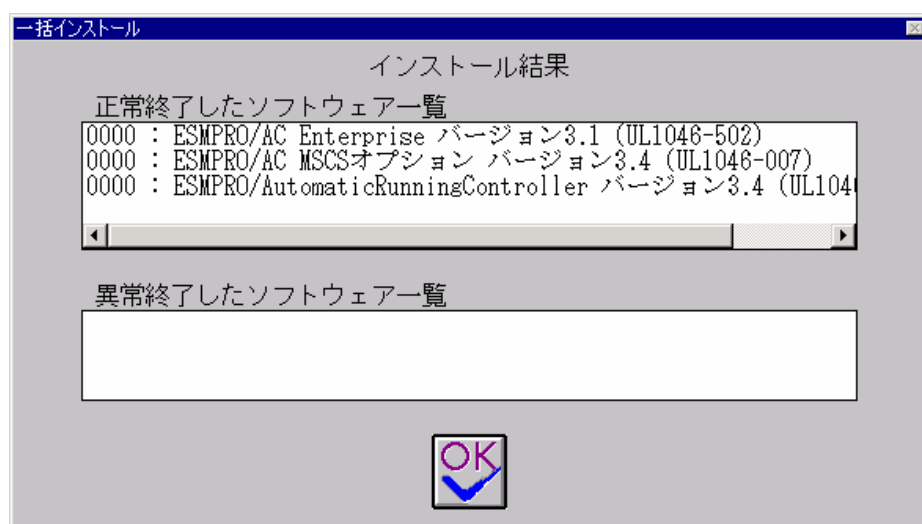 一括インストール
インストール結果
正常終了したソフトウェア一覧
0000 : ESMPRO/AC Enterprise バージョン3.1 (UL1046-502)
0000 : ESMPRO/AC MSCSオプション バージョン3.4 (UL1046-007)
0000 : ESMPRO/AutomaticRunningController バージョン3.4 (UL104
異常終了したソフトウェア一覧
OK